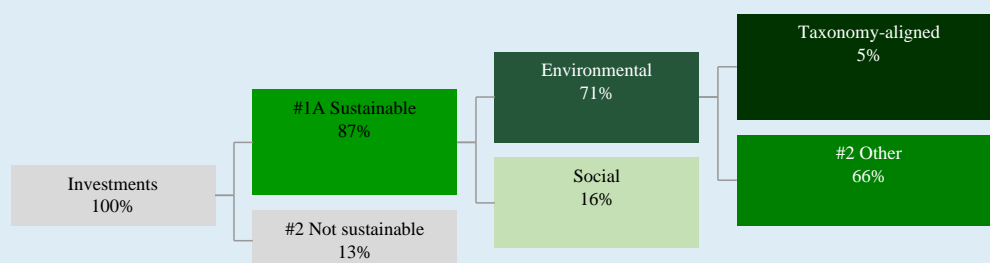 Investments
100%
#1A Sustainable
87%
#2 Not sustainable
13%
Environmental
71%
Social
16%
Taxonomy-aligned
5%
#2 Other
66%